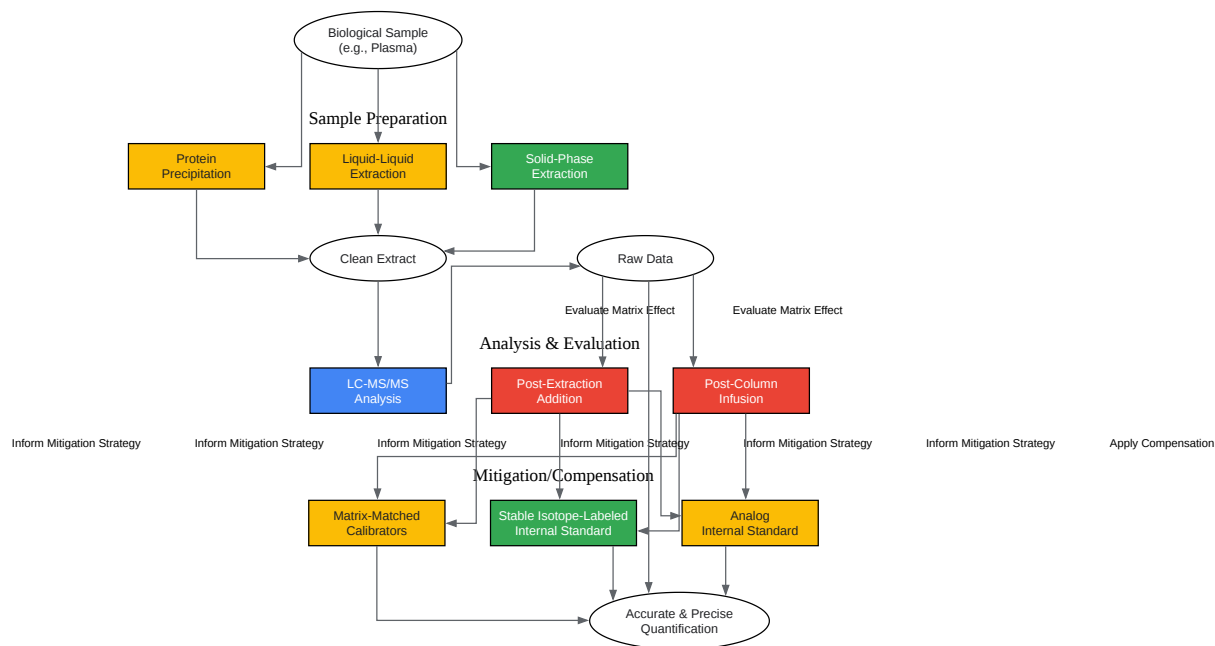 Biological Sample
(e.g., Plasma)
Sample Preparation
Protein
Precipitation
Liquid-Liquid
Extraction
Solid-Phase
Extraction
Clean Extract
Raw Data
Evaluate Matrix Effect
Evaluate Matrix Effect
Analysis & Evaluation
LC-MS/MS
Analysis
Post-Extraction
Addition
Post-Column
Infusion
Inform Mitigation Strategy
Inform Mitigation Strategy
Inform Mitigation Strategy
Inform Mitigation Strategy
Inform Mitigation Strategy
Inform Mitigation Strategy
Apply Compensation
Mitigation/Compensation
Matrix-Matched
Calibrators
Stable Isotope-Labeled
Internal Standard
Analog
Internal Standard
Accurate & Precise
Quantification